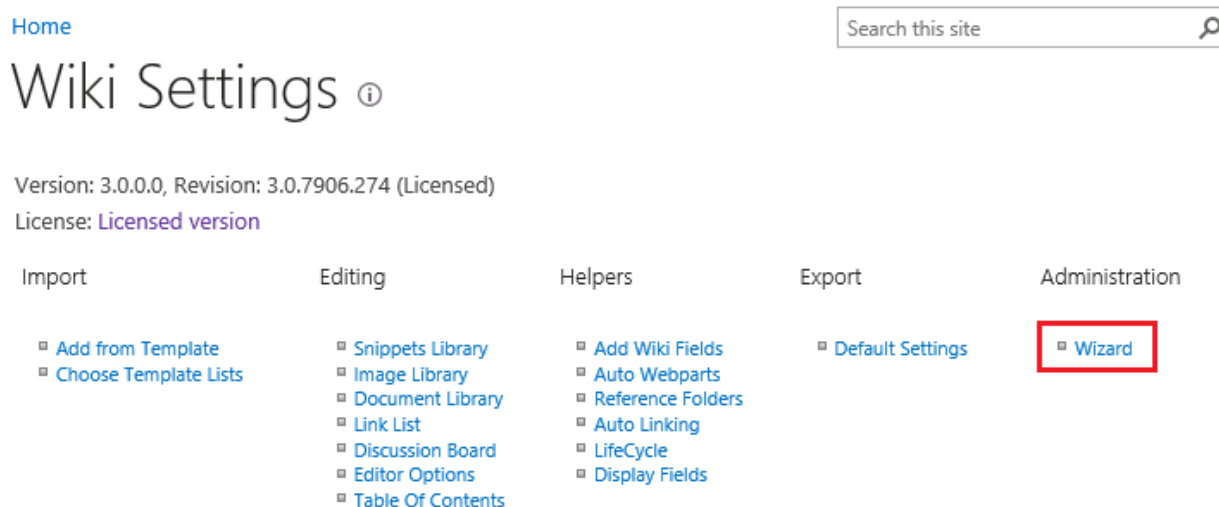 Home
Search this site
Wiki Settings
Version: 3.0.0.0, Revision: 3.0.7906.274 (Licensed)
License: Licensed version
Import
Add from Template
Choose Template Lists
Editing
Snippets Library
Image Library
Document Library
Link List
Discussion Board
Editor Options
Table Of Contents
Helpers
Add Wiki Fields
Auto Webparts
Reference Folders
Auto Linking
LifeCycle
Display Fields
Export
Default Settings
Administration
Wizard